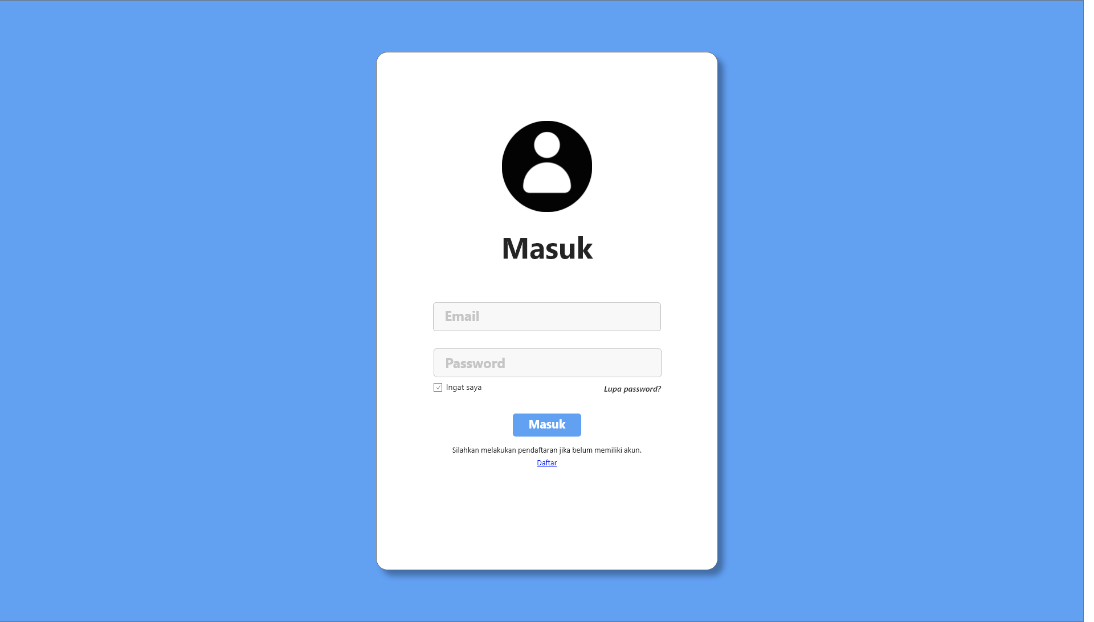 Masuk
Email
Password
Ingat saya
Lupa password?
Masuk
Silahkan melakukan pendaftaran jika belum memiliki akun.
Daftar